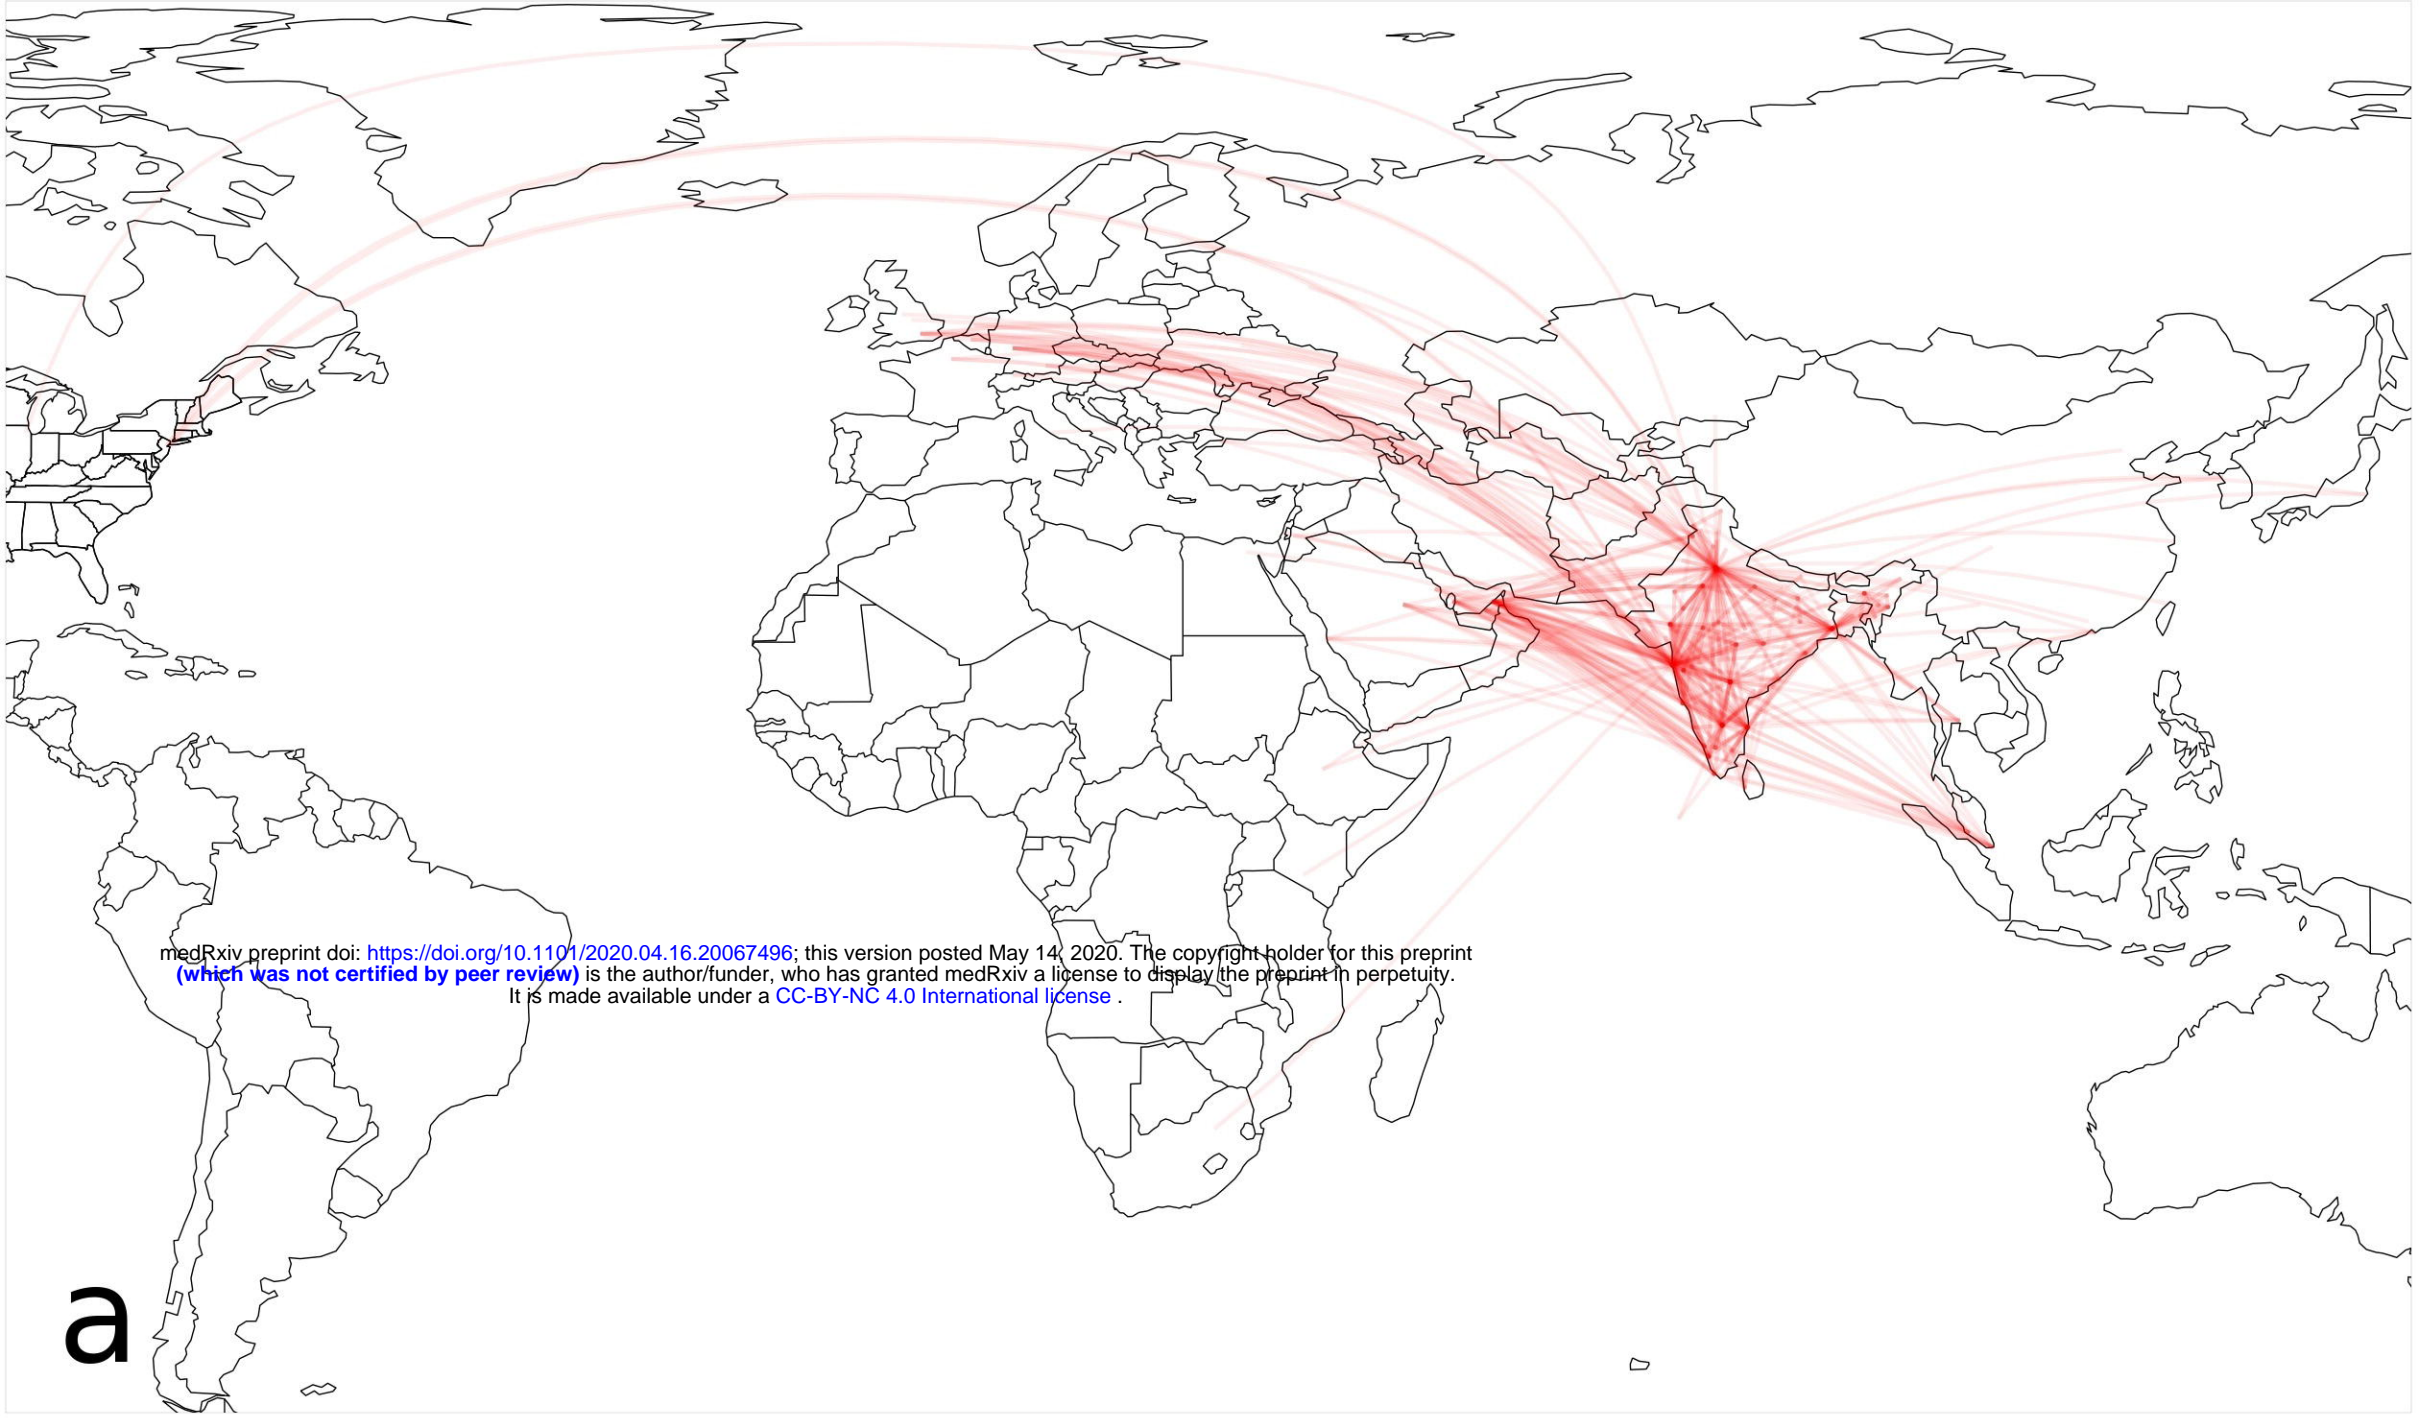 medRxiv preprint doi: https://doi.org/10.1101/2020.04.16.20067496; this version posted May 14, 2020. The copyright holder for this preprint
(which was not certified by peer review) is the author/funder, who has granted medRxiv a license to display the preprint in perpetuity.
It is made available under a CC-BY-NC 4.0 International license .
a